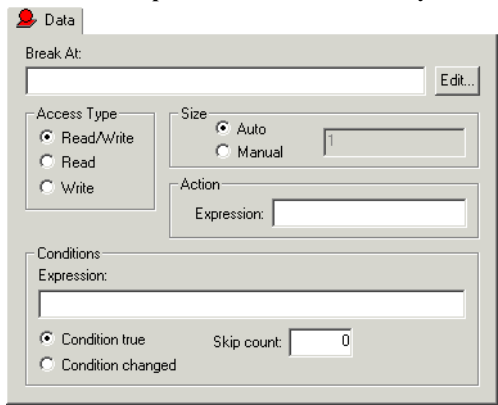 Data
Break At:
Edit...
Access Type
Read/Write
Read
Write
Size
Auto
Manual
1
Action
Expression:
Conditions
Expression:
Condition true
Condition changed
Skip count: 0